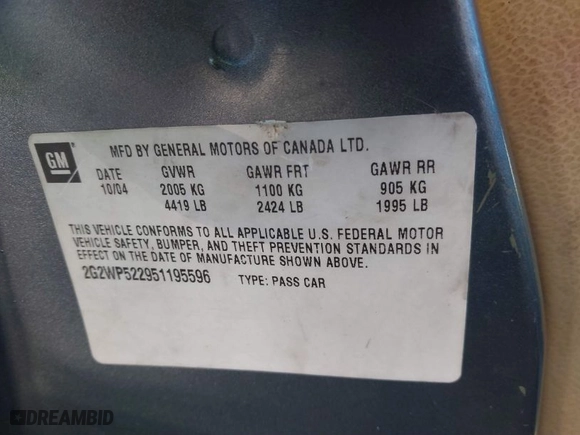 GM
MFD BY GENERAL MOTORS OF CANADA LTD.
DATE GVWR GAWR FRT GAWR RR
10/04 2005 KG 1100 KG 905 KG
4419 LB 2424 LB 1995 LB
THIS VEHICLE CONFORMS TO ALL APPLICABLE U.S. FEDERAL MOTOR
VEHICLE SAFETY, BUMPER, AND THEFT PREVENTION STANDARDS IN
EFFECT ON THE DATE OF MANUFACTURE SHOWN ABOVE.
2G2WP522951195596 TYPE: PASS CAR
DREAMBID